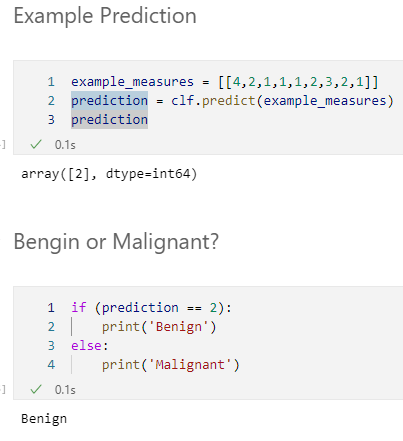 Example Prediction
1 example_measures = [[4,2,1,1,1,2,3,2,1]]
2 prediction = clf.predict(example_measures)
3 prediction
] ✓ 0.1s
array([2], dtype=int64)
Bengin or Malignant?
1 if (prediction == 2):
2     print('Benign')
3 else:
4     print('Malignant')
] ✓ 0.1s
Benign